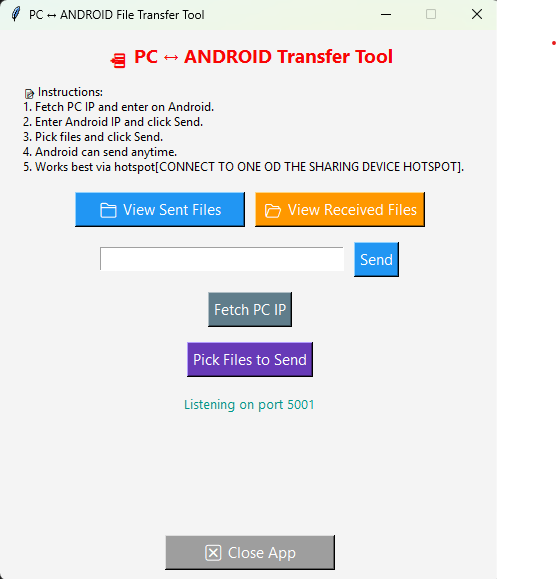 PC ↔ ANDROID File Transfer Tool
PC ↔ ANDROID Transfer Tool
Instructions:
1. Fetch PC IP and enter on Android.
2. Enter Android IP and click Send.
3. Pick files and click Send.
4. Android can send anytime.
5. Works best via hotspot[CONNECT TO ONE OD THE SHARING DEVICE HOTSPOT].
View Sent Files
View Received Files
Send
Fetch PC IP
Pick Files to Send
Listening on port 5001
Close App